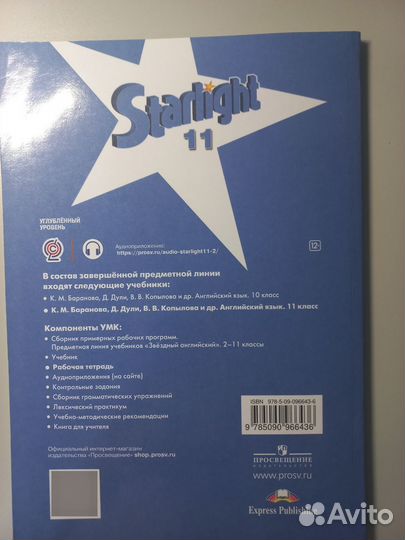 Starlight
11
УГЛУБЛЁННЫЙ
УРОВЕНЬ
Аудиоприложение:
https://prosv.ru/audio-starlight11-2/
12+
В состав завершённой предметной линии
входят следующие учебники:
• К. М. Баранова, Д. Дули, В. В. Копылова и др. Английский язык. 10 класс
• К. М. Баранова, Д. Дули, В. В. Копылова и др. Английский язык. 11 класс
Компоненты УМК:
• Сборник примерных рабочих программ.
Предметная линия учебников «Звёздный английский». 2–11 классы
• Учебник
• Рабочая тетрадь
• Аудиоприложения (на сайте)
• Контрольные задания
• Сборник грамматических упражнений
• Лексический практикум
• Учебно-методические рекомендации
• Книга для учителя
ISBN 978-5-09-096643-6
9 785090 966436
Официальный интернет-магазин
издательства «Просвещение» shop.prosv.ru
ПРОСВЕЩЕНИЕ
ИЗДАТЕЛЬСТВО
www.prosv.ru
Express Publishing
Avito